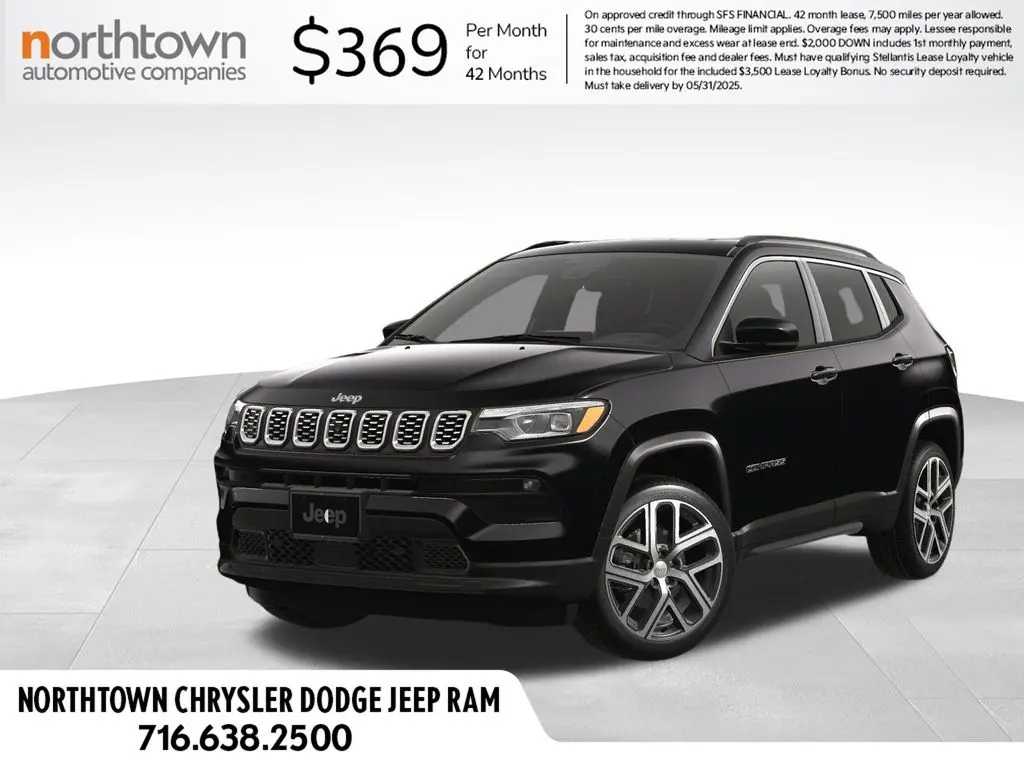 northtown
automotive companies
$369
Per Month
for
42 Months
On approved credit through SFS FINANCIAL. 42 month lease, 7,500 miles per year allowed.
30 cents per mile overage. Mileage limit applies. Overage fees may apply. Lessee responsible
for maintenance and excess wear at lease end. $2,000 DOWN includes 1st monthly payment,
sales tax, acquisition fee and dealer fees. Must have qualifying Stellantis Lease Loyalty vehicle
in the household for the included $3,500 Lease Loyalty Bonus. No security deposit required.
Must take delivery by 05/31/2025.
Jeep
COMPASS
Jeep
NORTHTOWN CHRYSLER DODGE JEEP RAM
716.638.2500